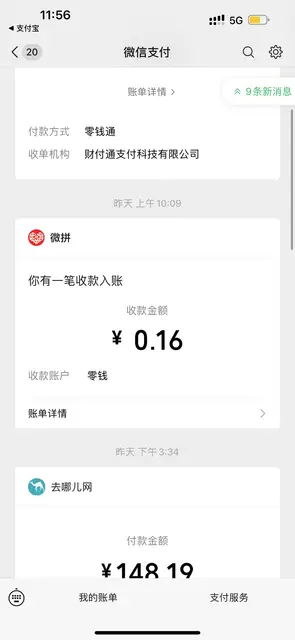 11:56
5G
支付宝
20
微信支付
账单详情
9条新消息
付款方式 零钱通
收单机构 财付通支付科技有限公司
昨天 上午10:09
微拼
你有一笔收款入账
收款金额
¥ 0.16
收款账户 零钱
账单详情
昨天 下午3:34
去哪儿网
付款金额
¥148.19
我的账单
支付服务